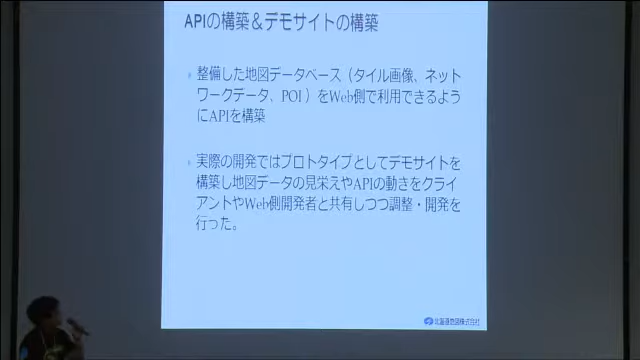 APIの構築＆デモサイトの構築
整備した地図データベース（タイル画像、ネット
ワークデータ、POI）をWeb側で利用できるよう
にAPIを構築
実際の開発ではプロトタイプとしてデモサイトを
構築し地図データの見栄えやAPIの動きをクライ
アントやWeb側開発者と共有しつつ調整・開発を
行った。
北海道地図株式会社